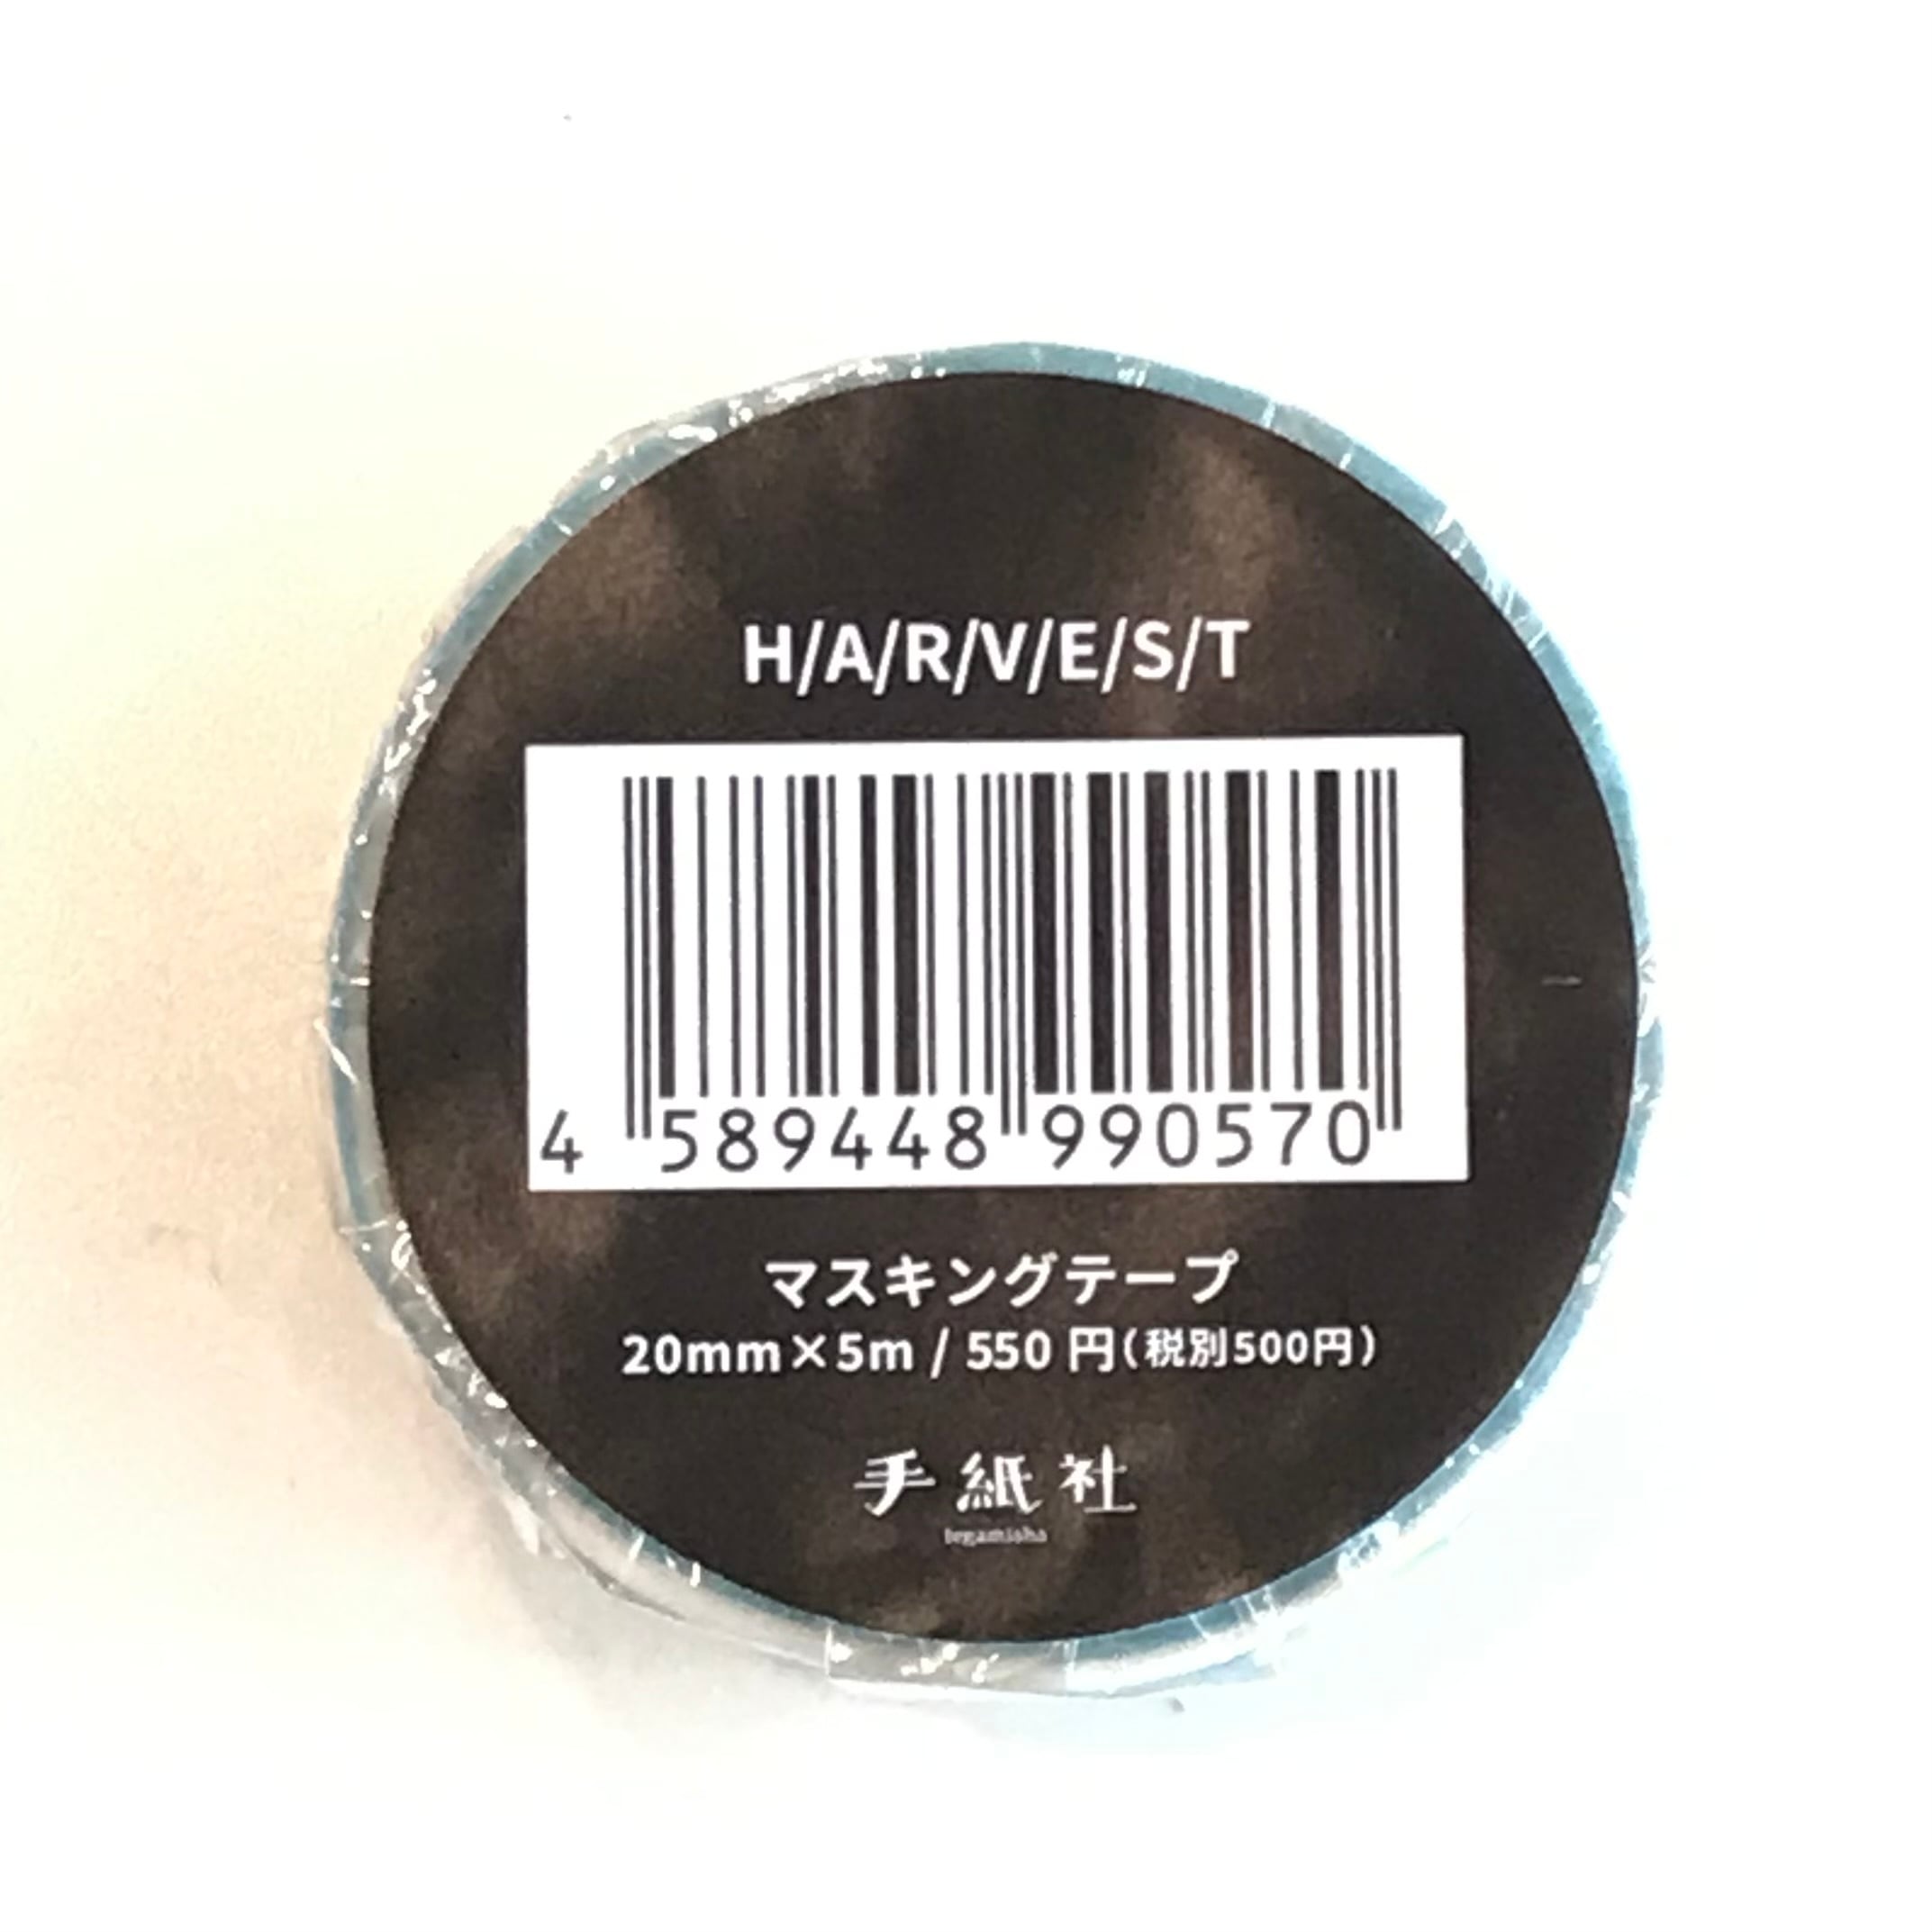 H/A/R/V/E/S/T
4 589448 990570
マスキングテープ
20mm×5m / 550 円(税別500円)
手紙社
tegamisha